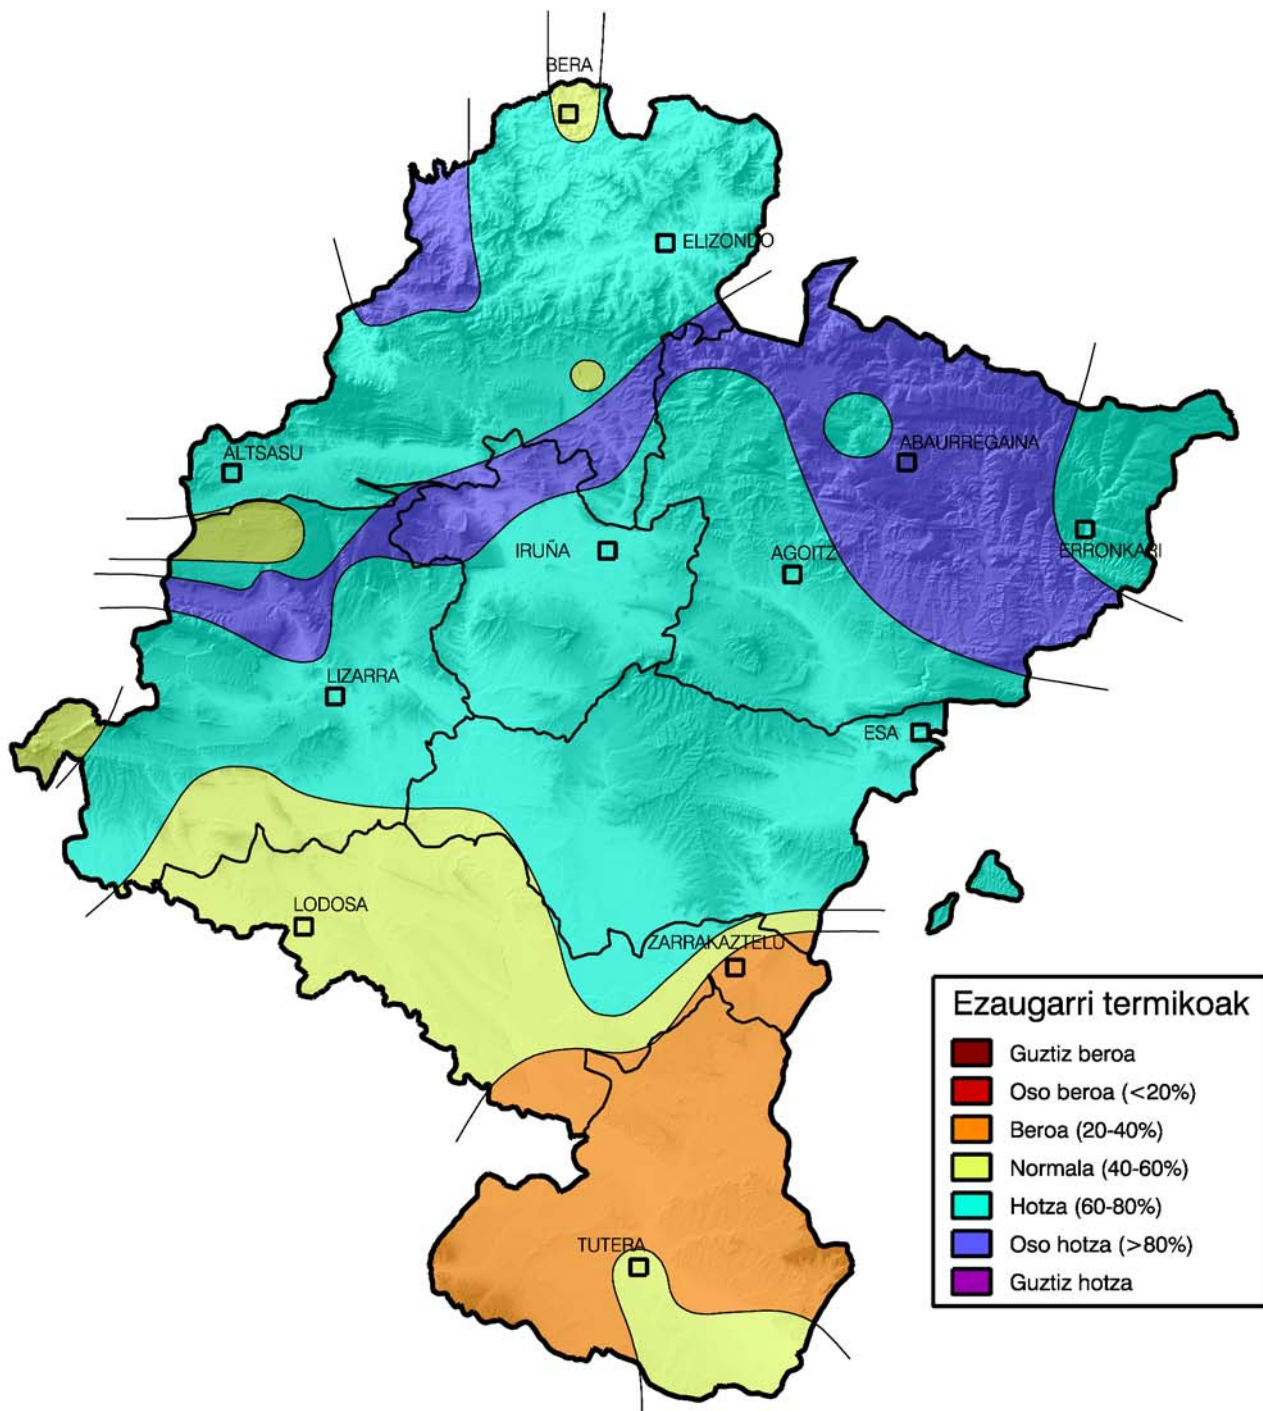 BERA
ELIZONDO
ALTSASU
ABAURREGAINA
IRUÑA
AGOITZ
ERRONKARI
LIZARRA
ESA
LODOSA
ZARRAKAZTELU
TUTERA
Ezaugarri termikoak
Guztiz beroa
Oso beroa (<20%)
Beroa (20-40%)
Normala (40-60%)
Hotza (60-80%)
Oso hotza (>80%)
Guztiz hotza